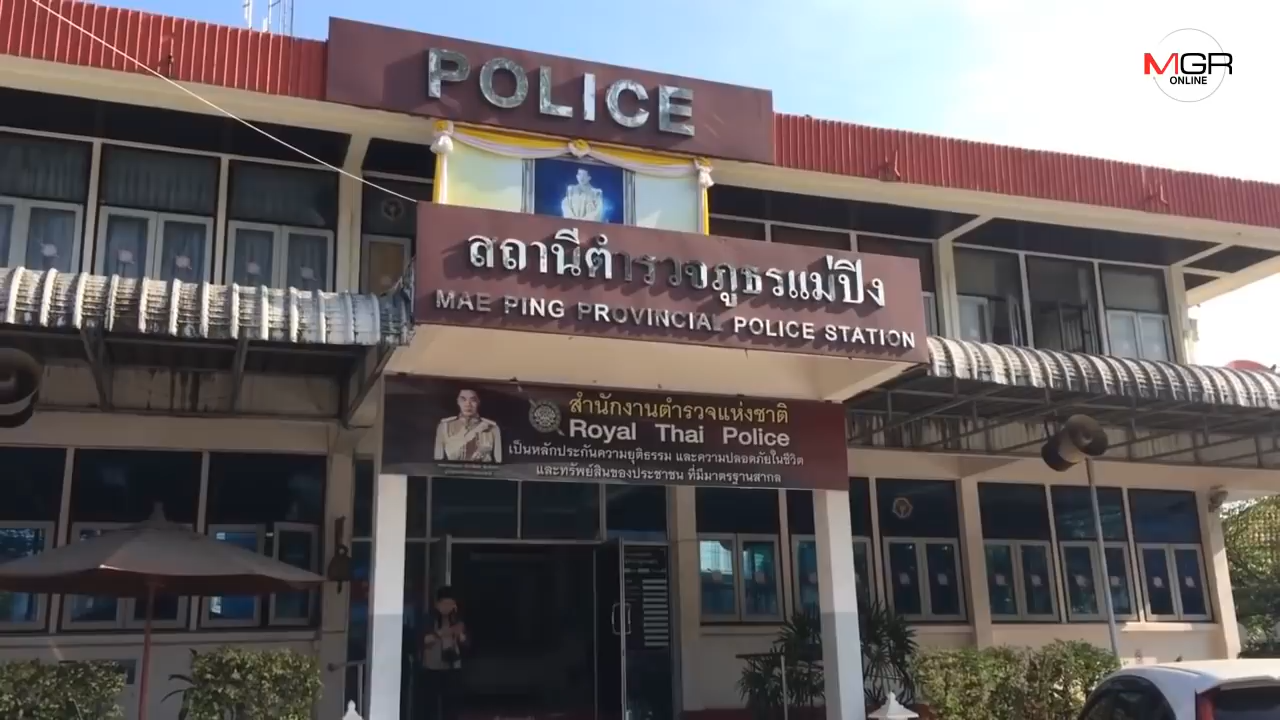 MGR
ONLINE
POLICE
สถานีตำรวจภูธรแม่ปิง
MAE PING PROVINCIAL POLICE STATION
สำนักงานตำรวจแห่งชาติ
Royal Thai Police
เป็นหลักประกันความยุติธรรม และความปลอดภัยในชีวิต
และทรัพย์สินของประชาชน ที่มีมาตรฐานสากล